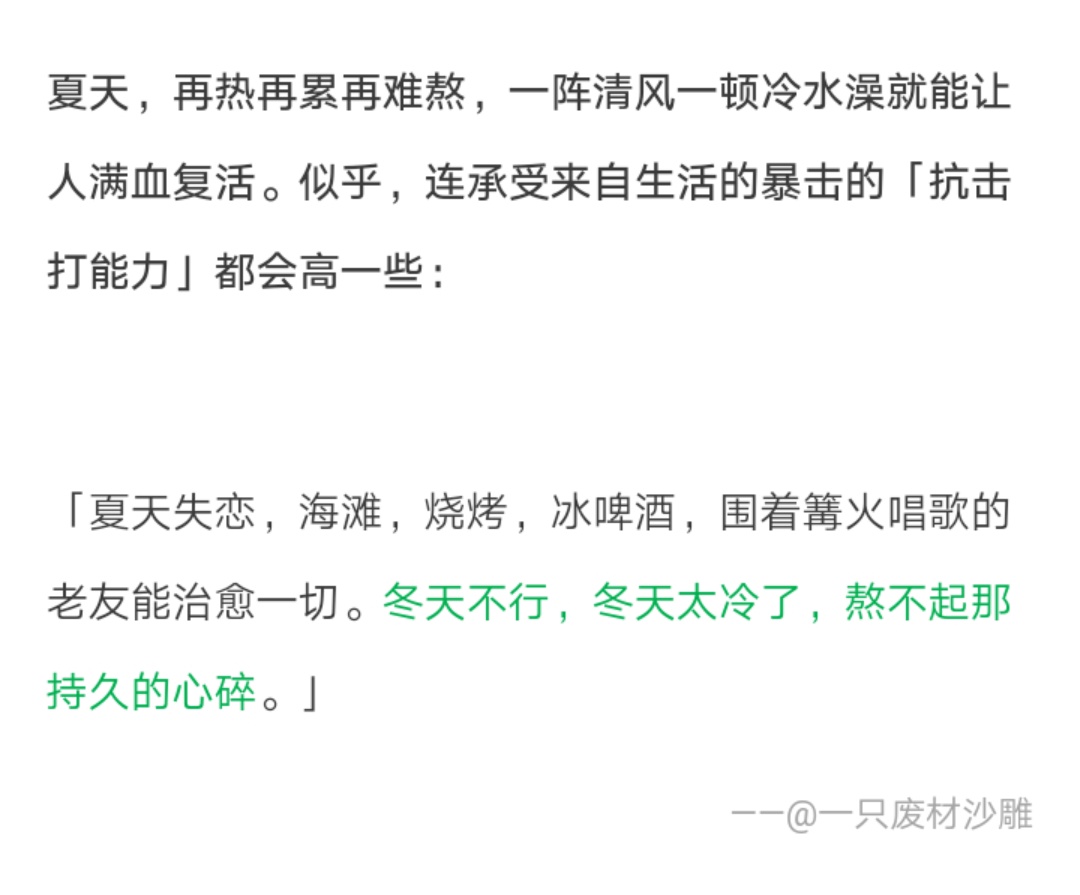 夏天，再热再累再难熬，一阵清风一顿冷水澡就能让
人满血复活。似乎，连承受来自生活的暴击的「抗击
打能力」都会高一些：
「夏天失恋，海滩，烧烤，冰啤酒，围着篝火唱歌的
老友能治愈一切。冬天不行，冬天太冷了，熬不起那
持久的心碎。」
——@一只废材沙雕